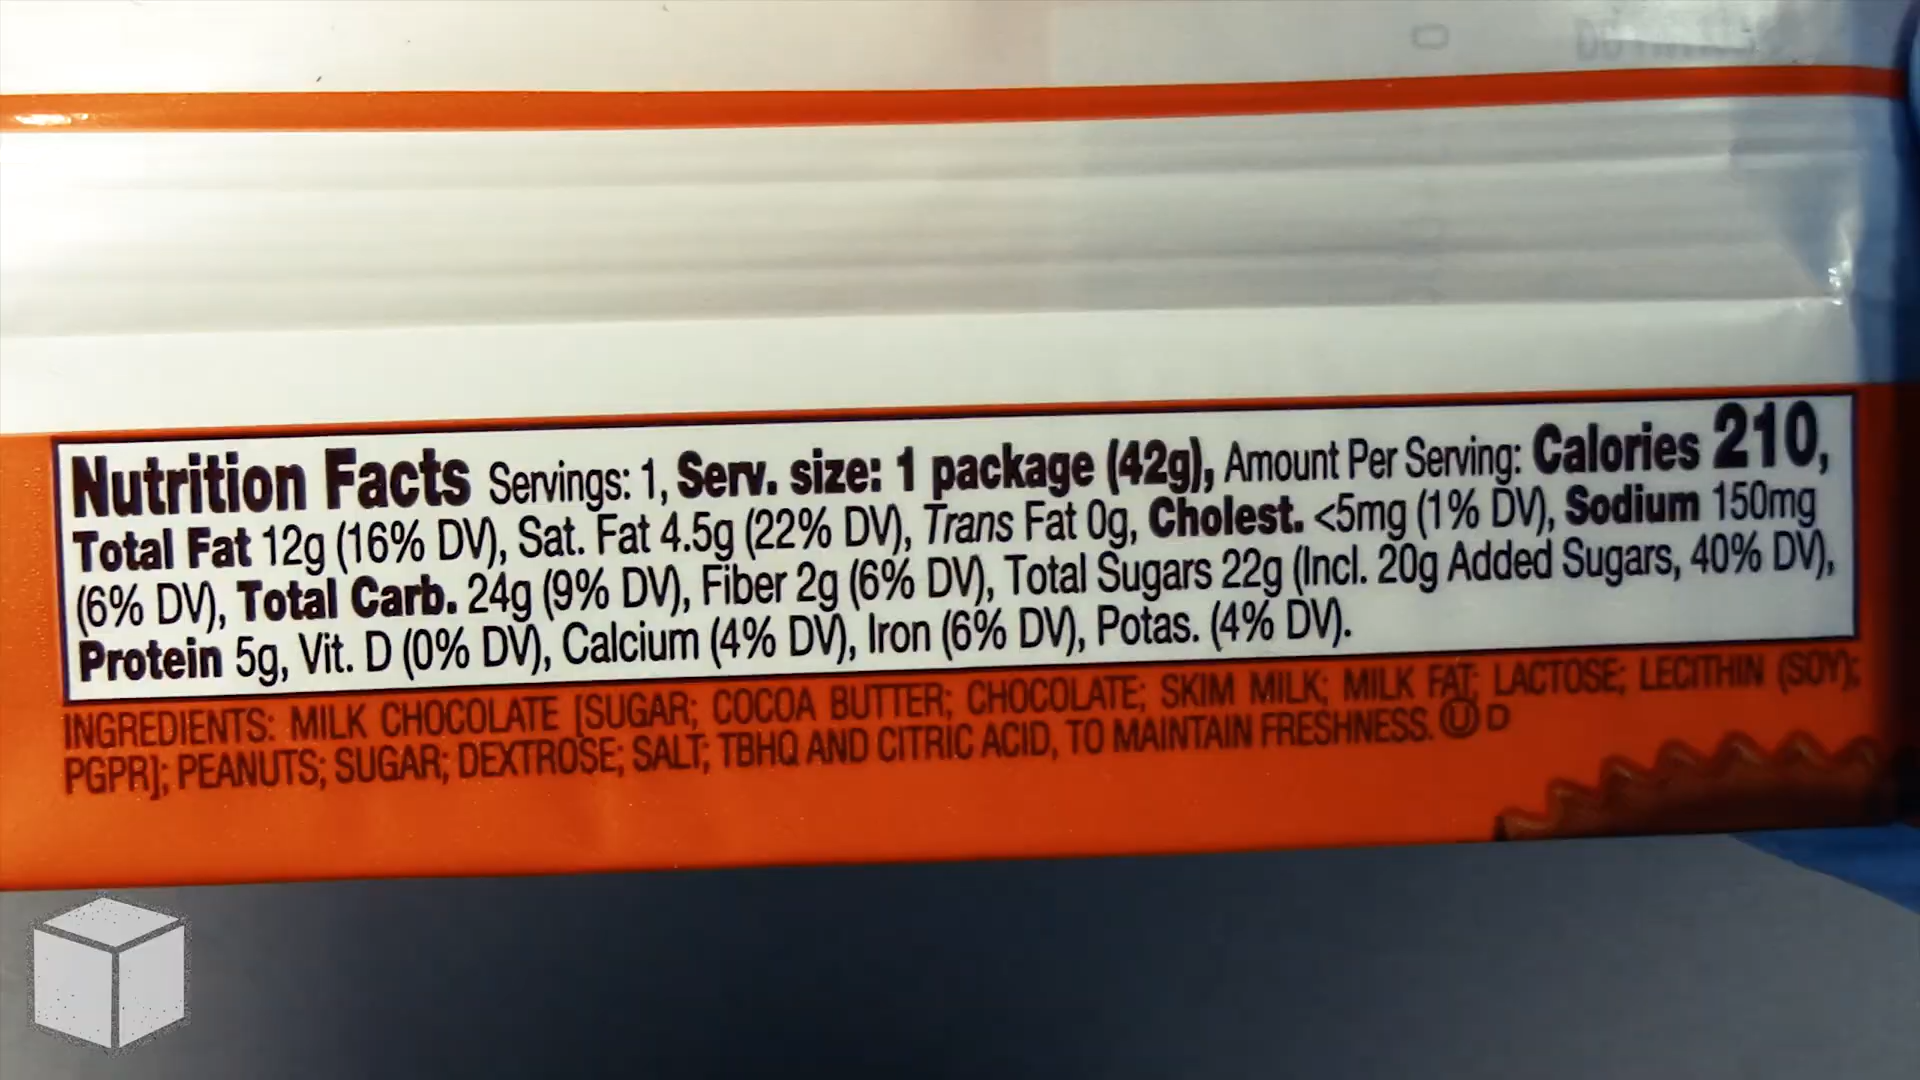 Nutrition Facts Servings: 1, Serv. size: 1 package (42g), Amount Per Serving: Calories 210,
Total Fat 12g (16% DV), Sat. Fat 4.5g (22% DV), Trans Fat 0g, Cholest. <5mg (1% DV), Sodium 150mg
(6% DV), Total Carb. 24g (9% DV), Fiber 2g (6% DV), Total Sugars 22g (Incl. 20g Added Sugars, 40% DV),
Protein 5g, Vit. D (0% DV), Calcium (4% DV), Iron (6% DV), Potas. (4% DV).
INGREDIENTS: MILK CHOCOLATE [SUGAR; COCOA BUTTER; CHOCOLATE; SKIM MILK; MILK FAT; LACTOSE; LECITHIN (SOY);
PGPR]; PEANUTS; SUGAR; DEXTROSE; SALT; TBHQ AND CITRIC ACID, TO MAINTAIN FRESHNESS. Ⓤ D